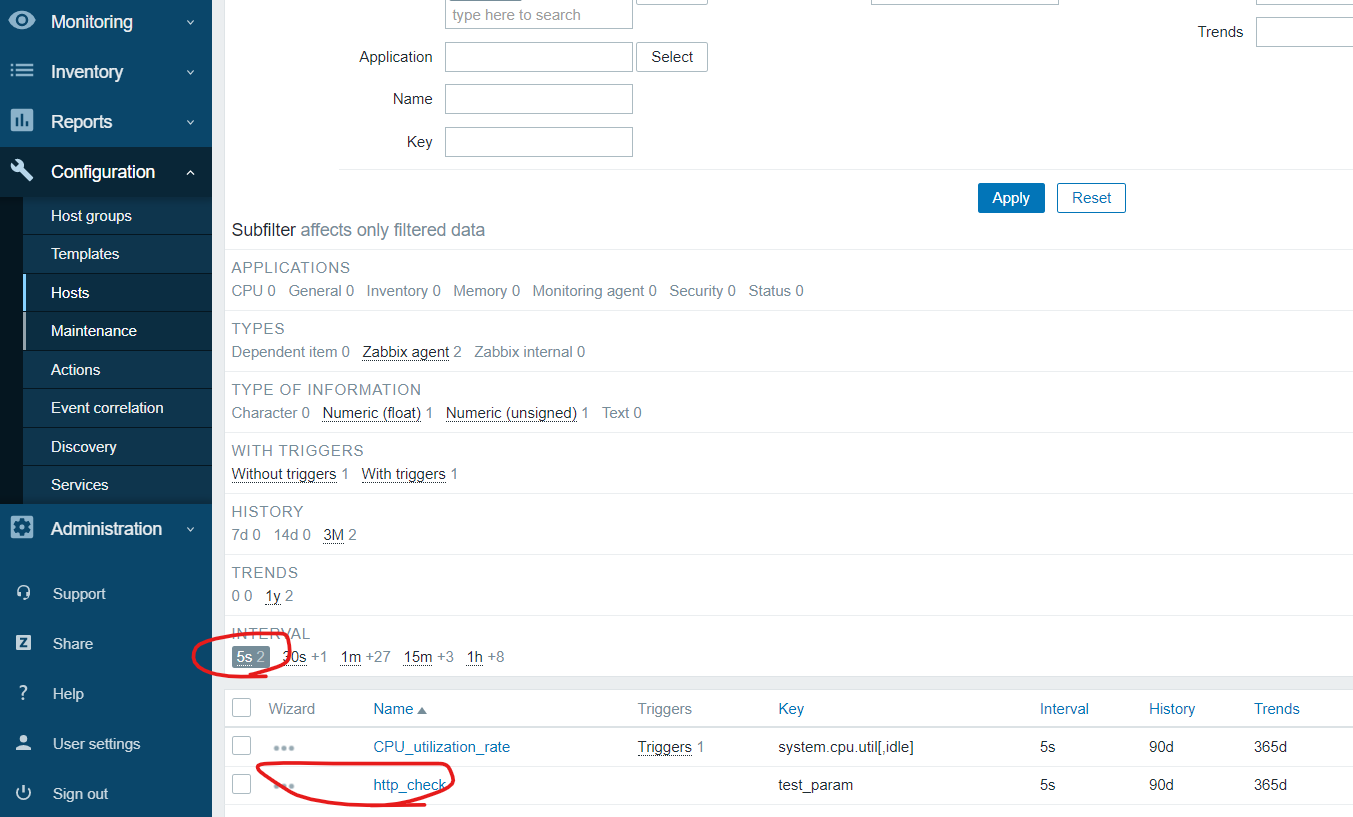 Monitoring
Inventory
Reports
Configuration
Host groups
Templates
Hosts
Maintenance
Actions
Event correlation
Discovery
Services
Administration
Support
Z Share
? Help
User settings
Sign out
type here to search
Application Select
Name
Key
Trends
Apply Reset
Subfilter affects only filtered data
APPLICATIONS
CPU 0 General 0 Inventory 0 Memory 0 Monitoring agent 0 Security 0 Status 0
TYPES
Dependent item 0 Zabbix agent 2 Zabbix internal 0
TYPE OF INFORMATION
Character 0 Numeric (float) 1 Numeric (unsigned) 1 Text 0
WITH TRIGGERS
Without triggers 1 With triggers 1
HISTORY
7d 0 14d 0 3M 2
TRENDS
0 0 1y 2
INTERVAL
5s 2 30s +1 1m +27 15m +3 1h +8
Wizard Name Triggers Key Interval History Trends
CPU_utilization_rate Triggers 1 system.cpu.util[,idle] 5s 90d 365d
http_check test_param 5s 90d 365d